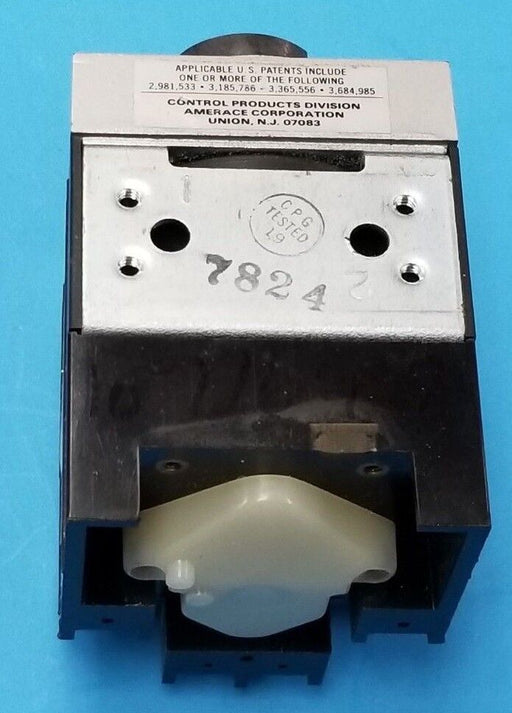 APPLICABLE U.S. PATENTS INCLUDE
ONE OR MORE OF THE FOLLOWING
2,981,533 • 3,185,786 - 3,365,556 • 3,684,985
CONTROL PRODUCTS DIVISION
AMERACE CORPORATION
UNION, N.J. 07083
C.P.G
TESTED
19
7824